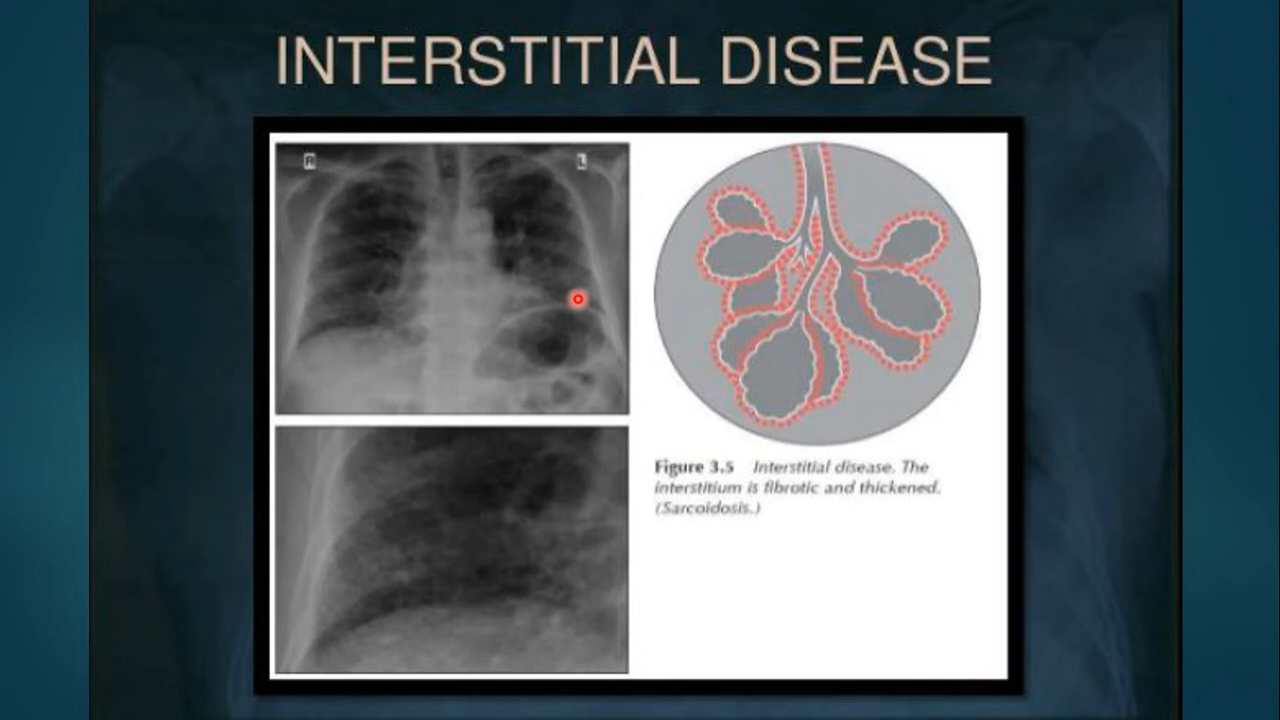 INTERSTITIAL DISEASE
R
L
Figure 3.5 Interstitial disease. The
interstitium is fibrotic and thickened.
(Sarcoidosis.)